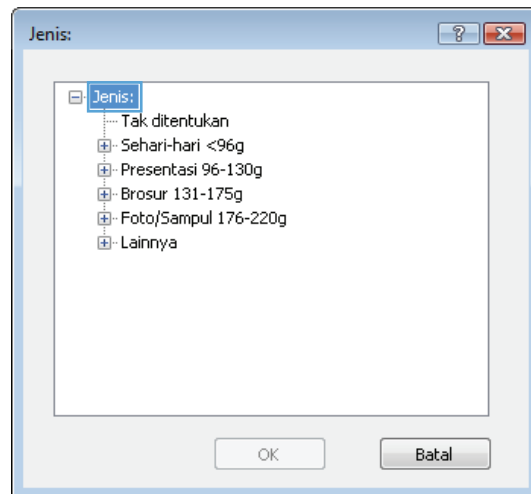 Jenis:
Jenis:
Tak ditentukan
Sehari-hari <96g
Presentasi 96-130g
Brosur 131-175g
Foto/Sampul 176-220g
Lainnya
OK
Batal